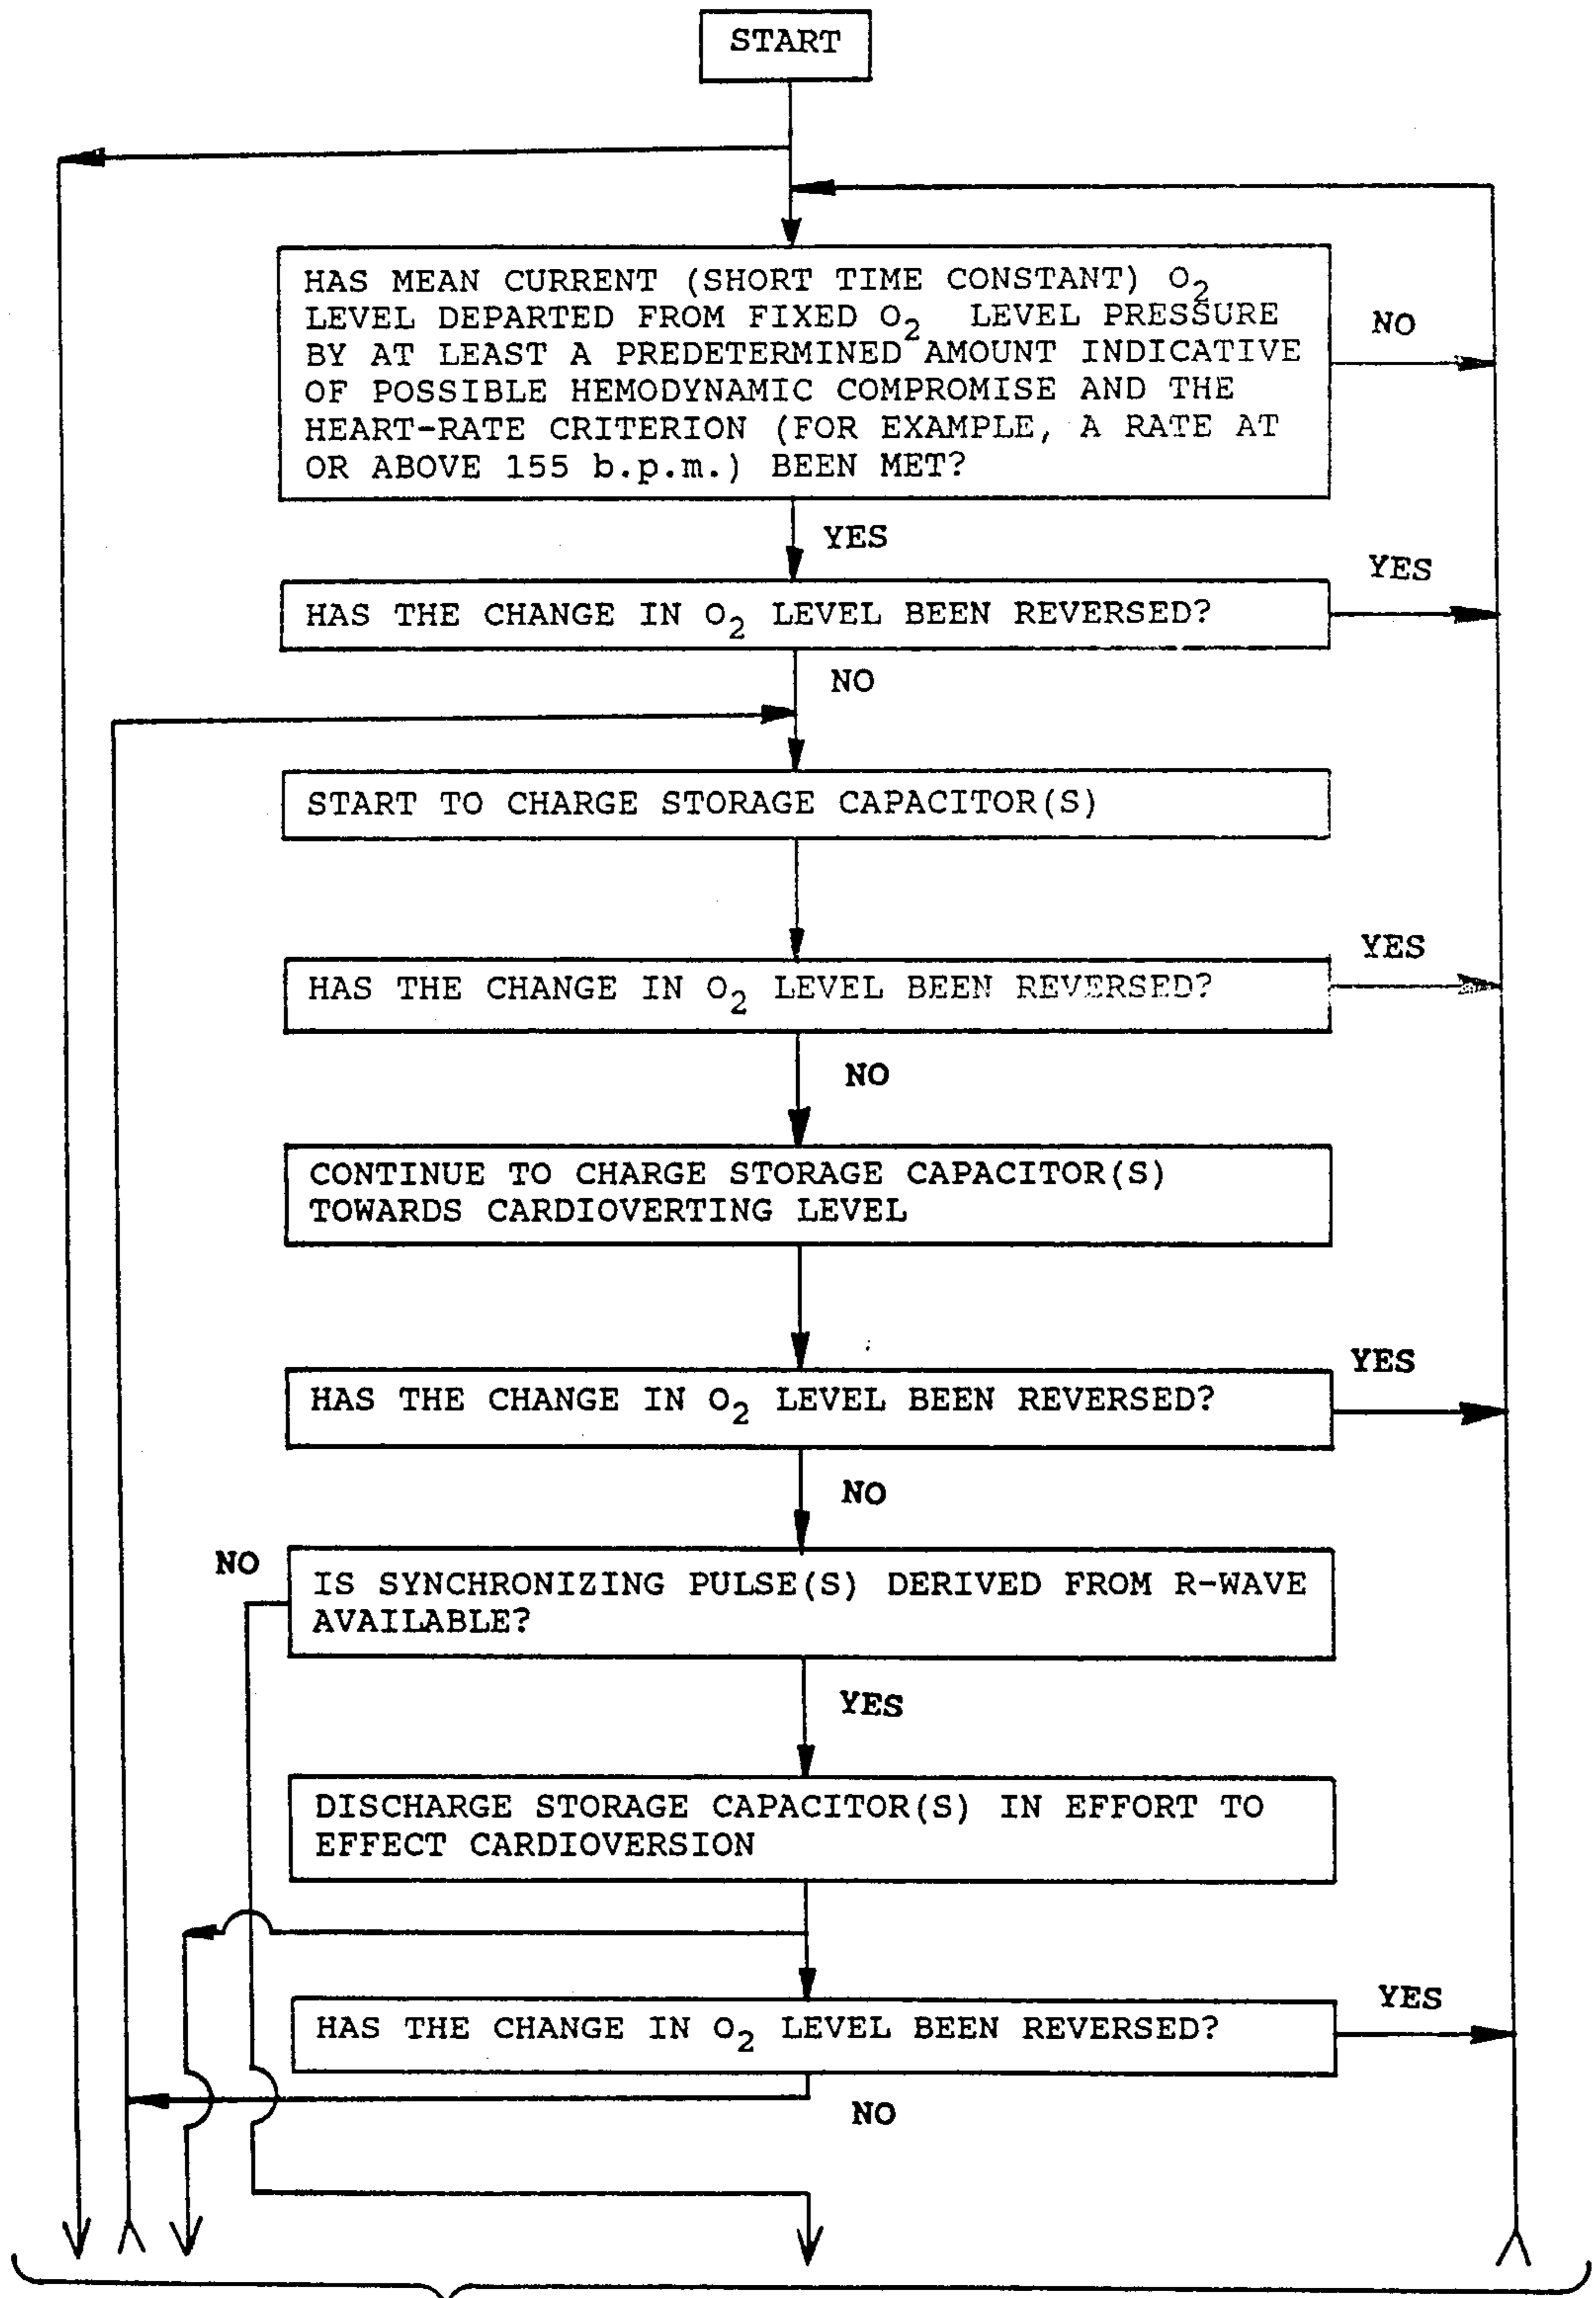 START
HAS MEAN CURRENT (SHORT TIME CONSTANT) O2
LEVEL DEPARTED FROM FIXED O2 LEVEL PRESSURE
BY AT LEAST A PREDETERMINED AMOUNT INDICATIVE
OF POSSIBLE HEMODYNAMIC COMPROMISE AND THE
HEART-RATE CRITERION (FOR EXAMPLE, A RATE AT
OR ABOVE 155 b.p.m.) BEEN MET?
NO
YES
HAS THE CHANGE IN O2 LEVEL BEEN REVERSED?
YES
NO
START TO CHARGE STORAGE CAPACITOR(S)
HAS THE CHANGE IN O2 LEVEL BEEN REVERSED?
YES
NO
CONTINUE TO CHARGE STORAGE CAPACITOR(S)
TOWARDS CARDIOVERTING LEVEL
HAS THE CHANGE IN O2 LEVEL BEEN REVERSED?
YES
NO
NO
IS SYNCHRONIZING PULSE(S) DERIVED FROM R-WAVE
AVAILABLE?
YES
DISCHARGE STORAGE CAPACITOR(S) IN EFFORT TO
EFFECT CARDIOVERSION
HAS THE CHANGE IN O2 LEVEL BEEN REVERSED?
YES
NO